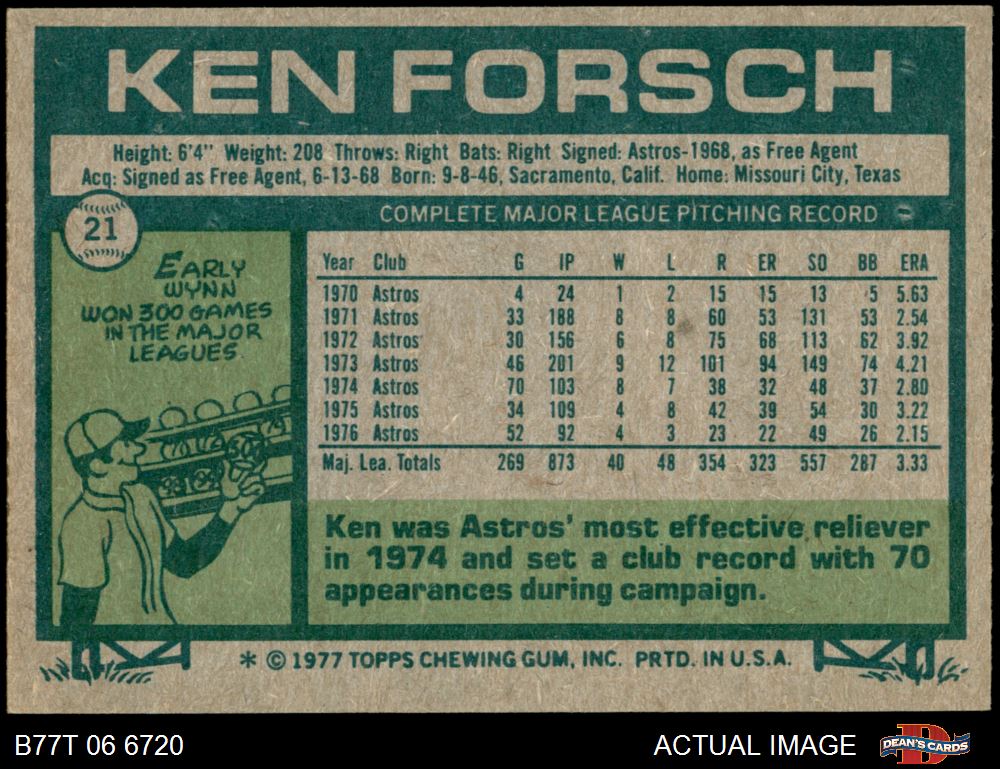 KEN FORSCH
Height: 6'4" Weight: 208 Throws: Right Bats: Right Signed: Astros-1968, as Free Agent
Acq: Signed as Free Agent, 6-13-68 Born: 9-8-46, Sacramento, Calif. Home: Missouri City, Texas
21
COMPLETE MAJOR LEAGUE PITCHING RECORD
EARLY
WYNN
WON 300 GAMES
IN THE MAJOR
LEAGUES.
300
Year Club G IP W L R ER SO BB ERA
1970 Astros 4 24 1 2 15 15 13 5 5.63
1971 Astros 33 188 8 8 60 53 131 53 2.54
1972 Astros 30 156 6 8 75 68 113 62 3.92
1973 Astros 46 201 9 12 101 94 149 74 4.21
1974 Astros 70 103 8 7 38 32 48 37 2.80
1975 Astros 34 109 4 8 42 39 54 30 3.22
1976 Astros 52 92 4 3 23 22 49 26 2.15
Maj. Lea. Totals 269 873 40 48 354 323 557 287 3.33
Ken was Astros' most effective reliever
in 1974 and set a club record with 70
appearances during campaign.
* © 1977 TOPPS CHEWING GUM, INC. PRTD. IN U.S.A.
B77T 06 6720
ACTUAL IMAGE
DEAN'S CARDS